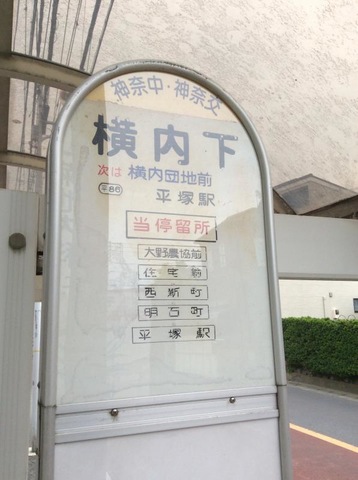 神奈中・神奈交
横内下
次は 横内団地前
平86 平塚駅
当停留所
大野農協前
住宅前
西新町
明石町
平塚駅